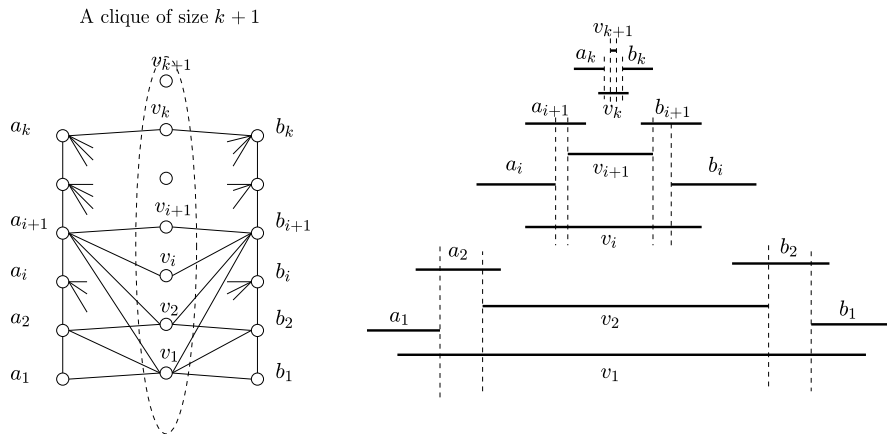 A clique of size k + 1
v_{k+1}
v_k
a_k
b_k
v_{i+1}
a_{i+1}
b_{i+1}
v_i
a_i
b_i
v_2
a_2
b_2
v_1
a_1
b_1
v_{k+1}
a_k
b_k
v_k
a_{i+1}
b_{i+1}
a_i
v_{i+1}
b_i
v_i
a_2
b_2
a_1
v_2
b_1
v_1